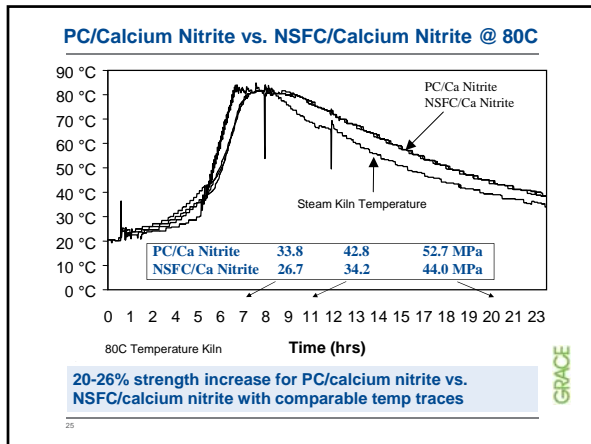 PC/Calcium Nitrite vs. NSFC/Calcium Nitrite @ 80C
90 °C
80 °C
70 °C
60 °C
50 °C
40 °C
30 °C
20 °C
10 °C
0 °C
PC/Ca Nitrite
NSFC/Ca Nitrite
Steam Kiln Temperature
PC/Ca Nitrite 33.8 42.8 52.7 MPa
NSFC/Ca Nitrite 26.7 34.2 44.0 MPa
0 1 1 2 4 5 6 7 8 9 11 12 13 14 15 16 17 18 19 20 21 22 23
80C Temperature Kiln Time (hrs)
20-26% strength increase for PC/calcium nitrite vs.
NSFC/calcium nitrite with comparable temp traces
GRACE
25